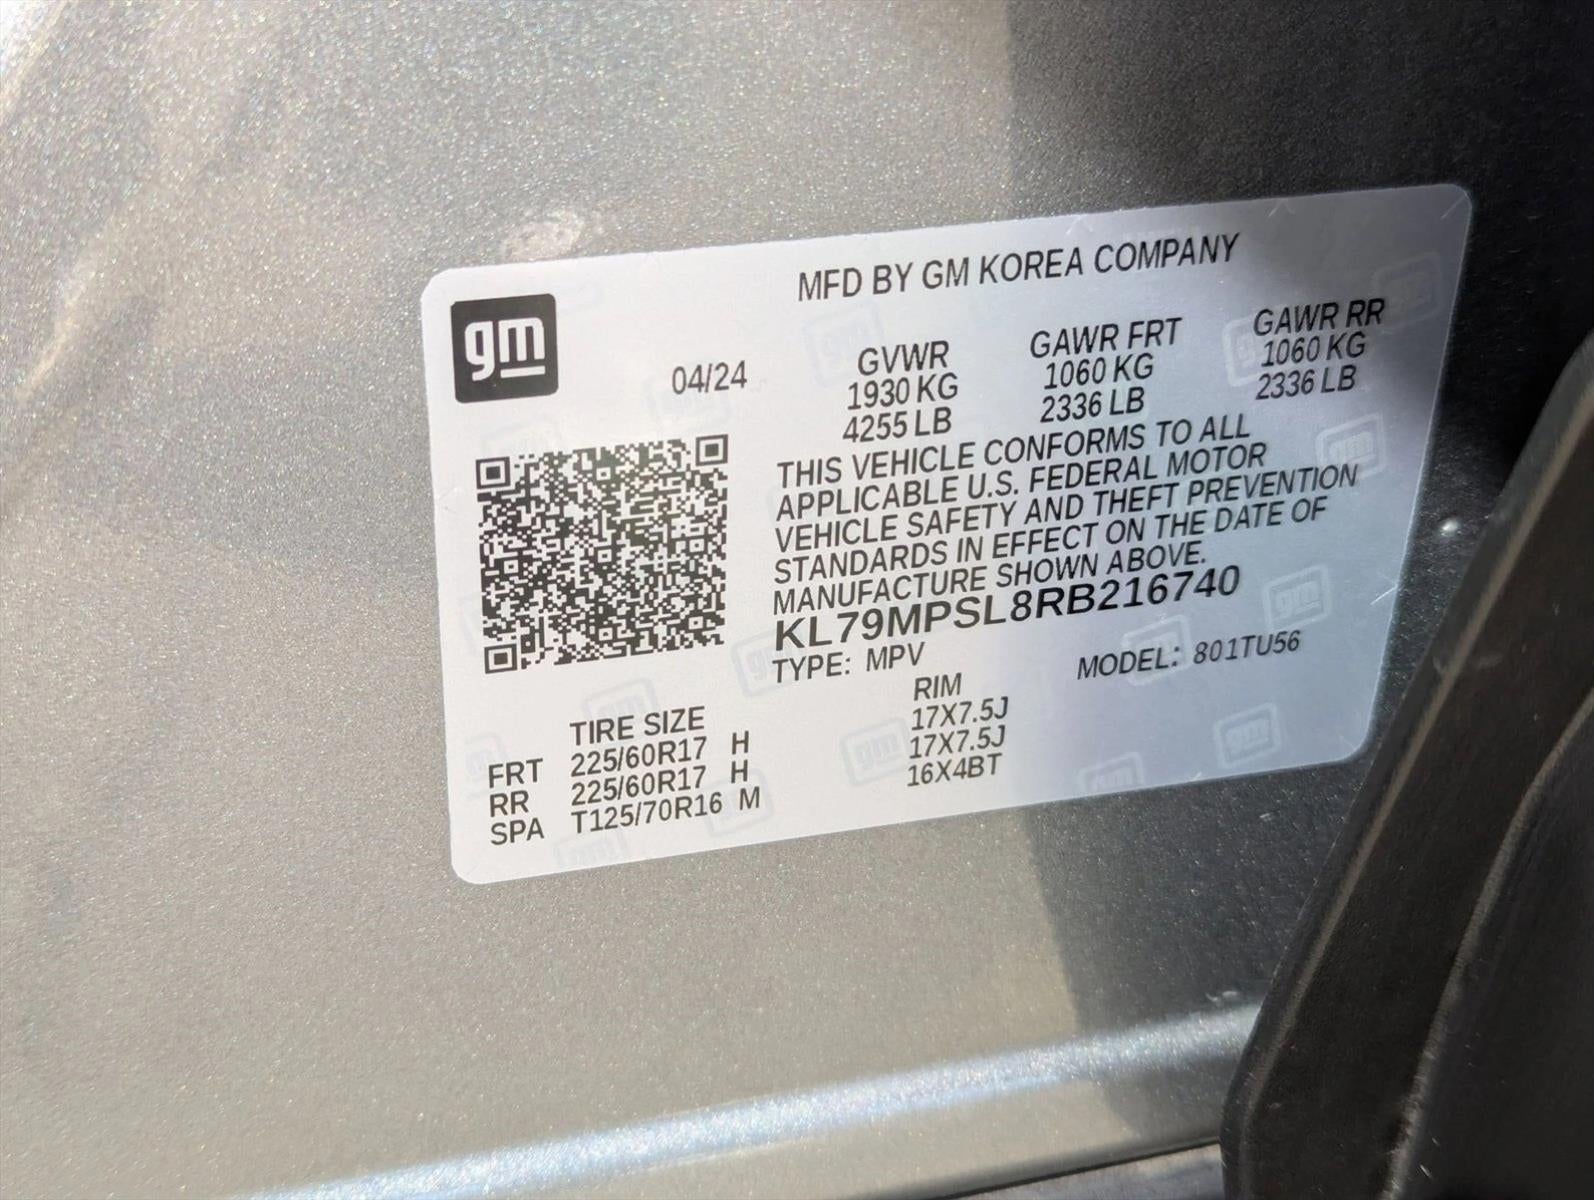 MFD BY GM KOREA COMPANY
gm
04/24
GVWR GAWR FRT GAWR RR
1930 KG 1060 KG 1060 KG
4255 LB 2336 LB 2336 LB
THIS VEHICLE CONFORMS TO ALL
APPLICABLE U.S. FEDERAL MOTOR
VEHICLE SAFETY AND THEFT PREVENTION
STANDARDS IN EFFECT ON THE DATE OF
MANUFACTURE SHOWN ABOVE.
KL79MPSL8RB216740
TYPE: MPV MODEL: 801TU56
TIRE SIZE RIM
FRT 225/60R17 H 17X7.5J
RR 225/60R17 H 17X7.5J
SPA T125/70R16 M 16X4BT